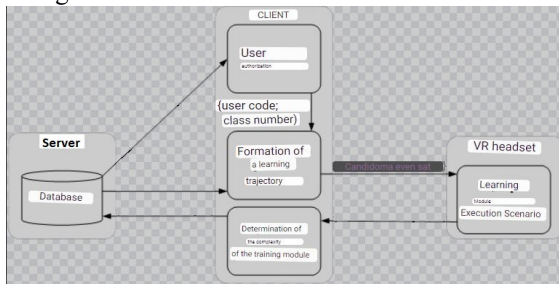 CLIENT
User
authorization
{user code;
class number)
Server
Database
Formation of
a learning
trajectory
Candidoma even sat
VR headset
Learning
Module
Execution Scenario
Determination of
the complexity
of the training module